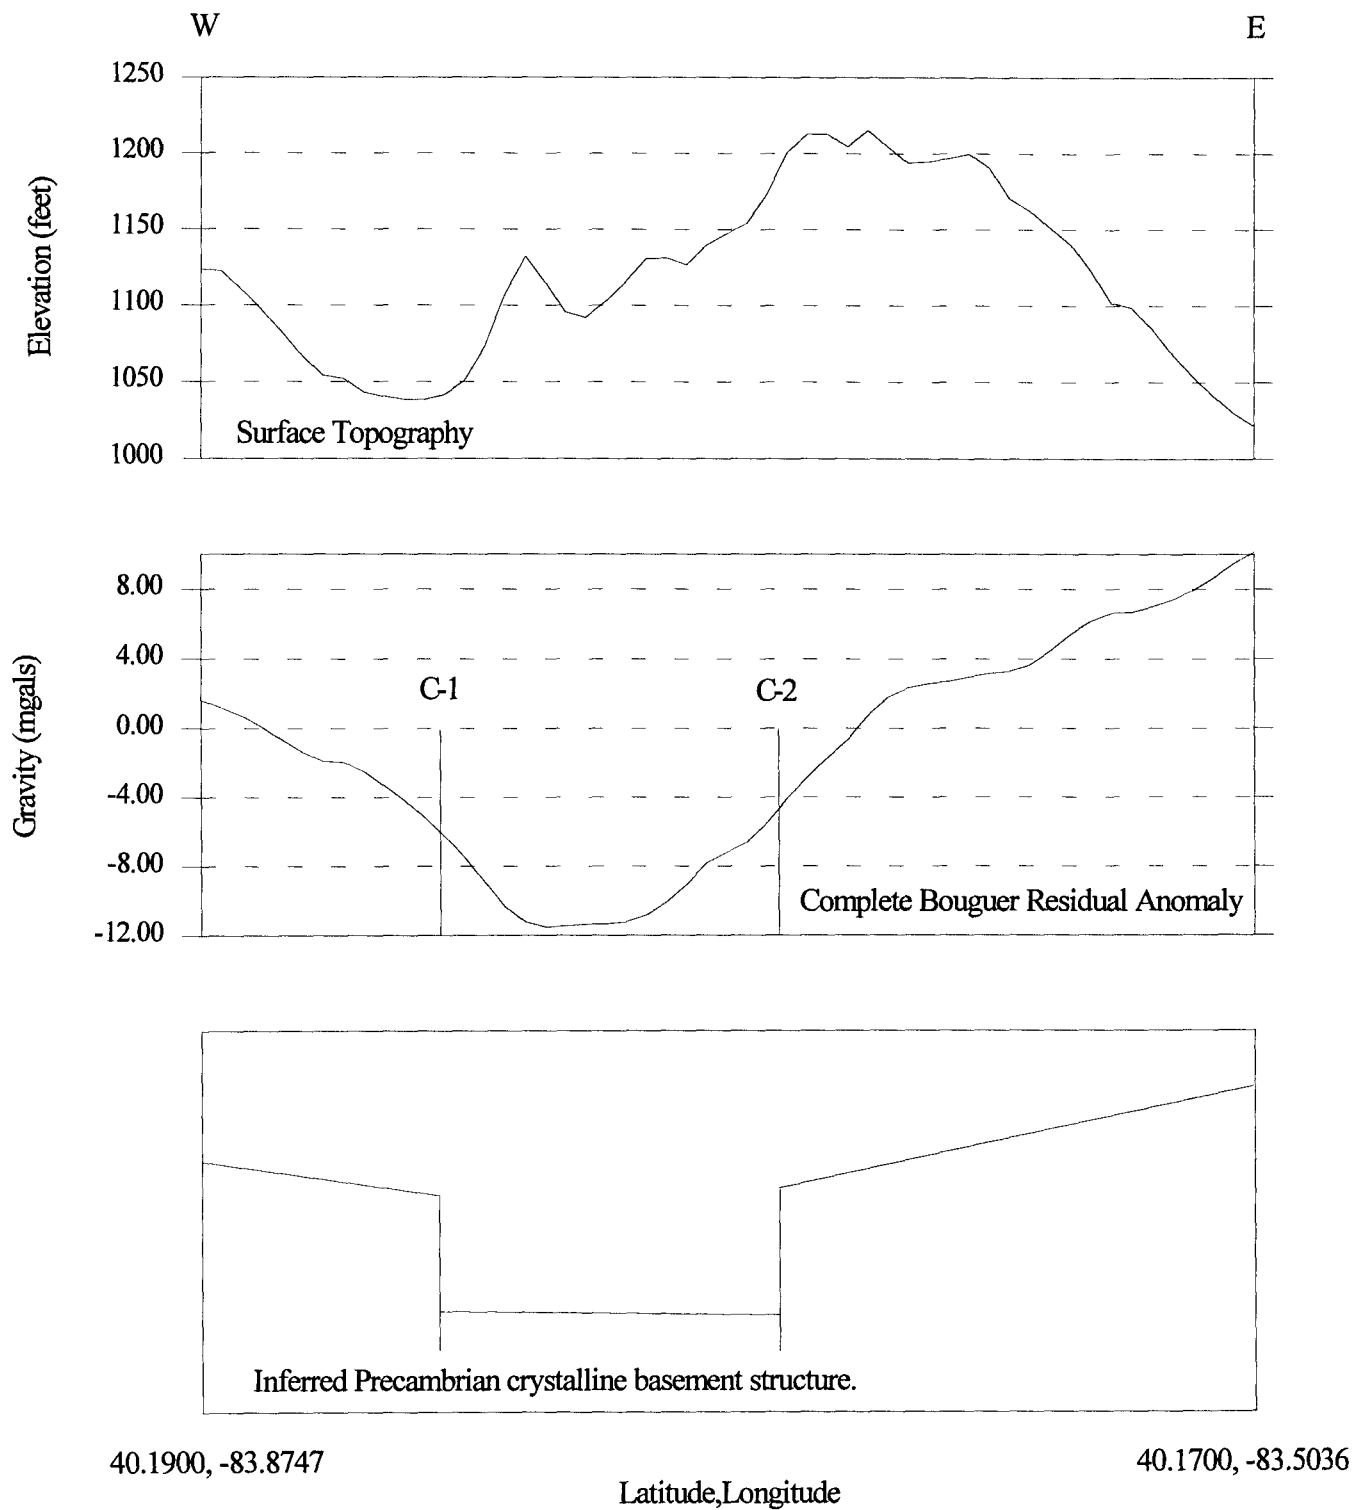 W
E
1250
1200
1150
1100
1050
1000
Elevation (feet)
Surface Topography
8.00
4.00
0.00
-4.00
-8.00
-12.00
Gravity (mgals)
C-1
C-2
Complete Bouguer Residual Anomaly
Inferred Precambrian crystalline basement structure.
40.1900, -83.8747
40.1700, -83.5036
Latitude,Longitude